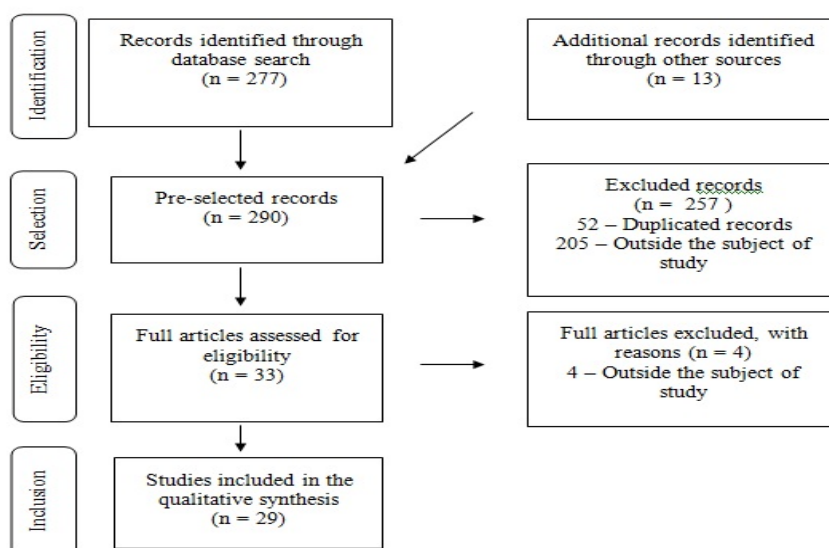 Identification
Records identified through
database search
(n = 277)
Additional records identified
through other sources
(n = 13)
Selection
Pre-selected records
(n = 290)
Excluded records
(n =  257 )
52 – Duplicated records
205 – Outside the subject of
study
Eligibility
Full articles assessed for
eligibility
(n = 33)
Full articles excluded, with
reasons (n = 4)
4 – Outside the subject of
study
Inclusion
Studies included in the
qualitative synthesis
(n = 29)